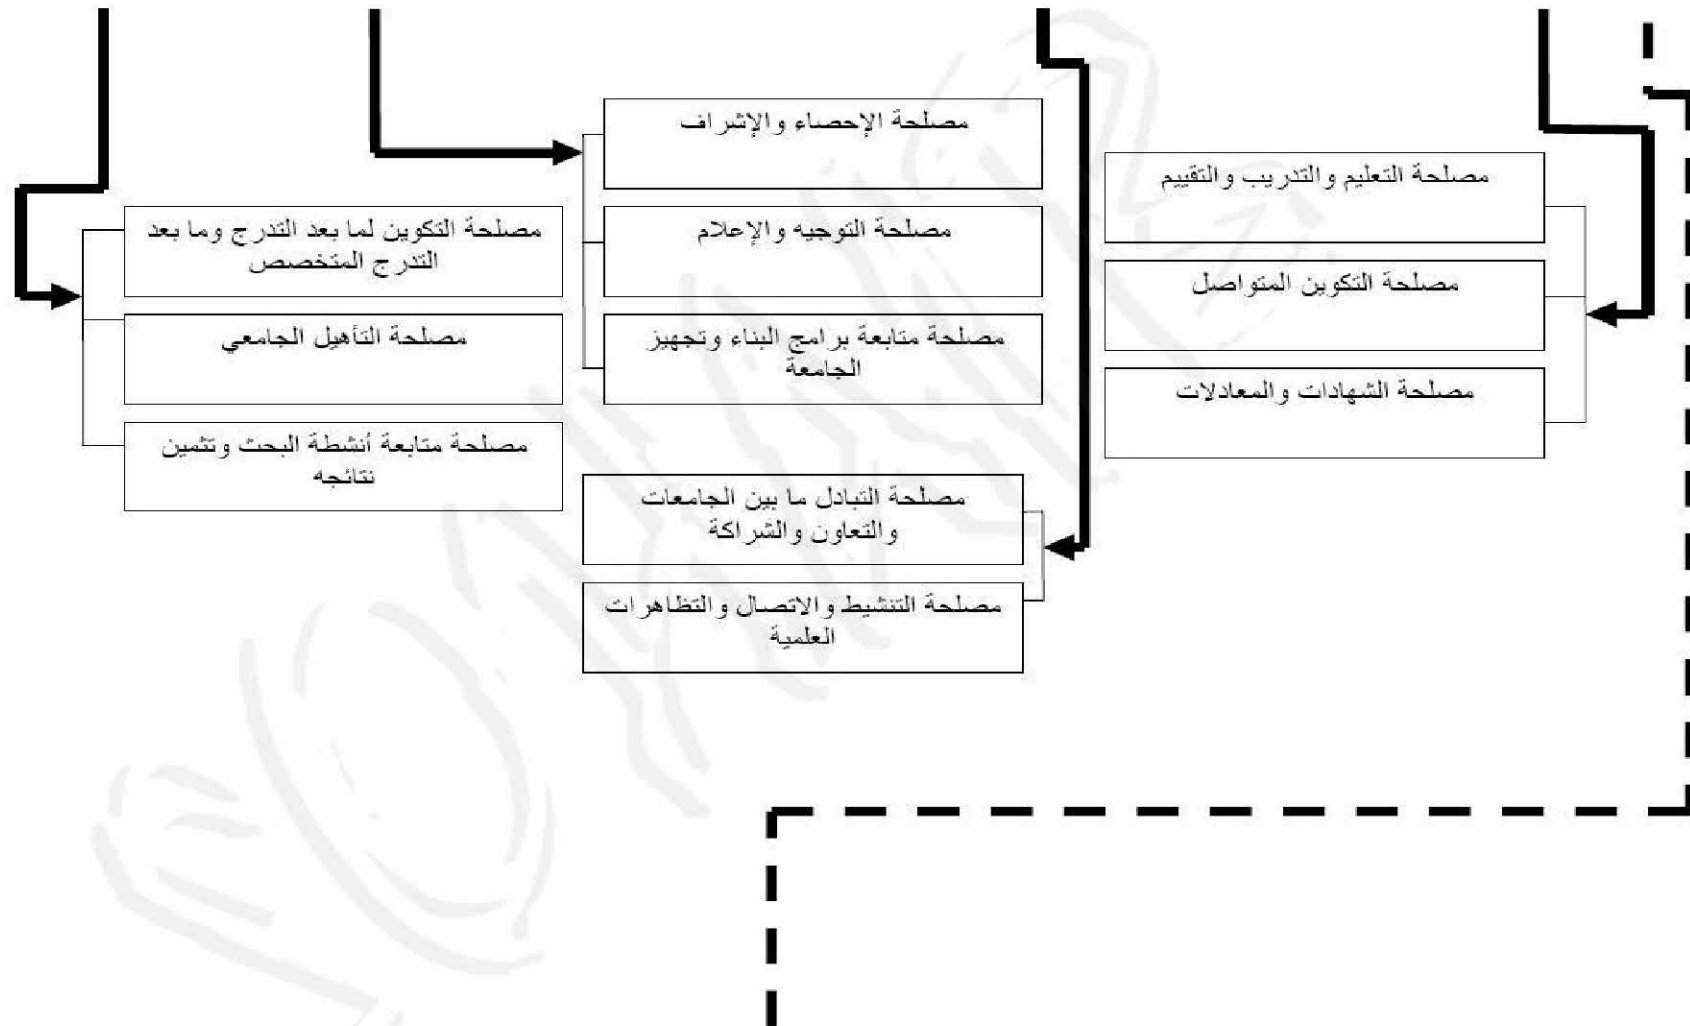 مصلحة التعليم والتدريب والتقييم
مصلحة التكوين المتواصل
مصلحة الشهادات والمعادلات
مصلحة الإحصاء والإشراف
مصلحة التوجيه والإعلام
مصلحة متابعة برامج البناء وتجهيز
الجامعة
مصلحة التبادل ما بين الجامعات
والتعاون والشراكة
مصلحة التنشيط والاتصال والتظاهرات
العلمية
مصلحة التكوين لما بعد التدرج وما بعد
التدرج المتخصص
مصلحة التأهيل الجامعي
مصلحة متابعة أنشطة البحث وتثمين
نتائجه